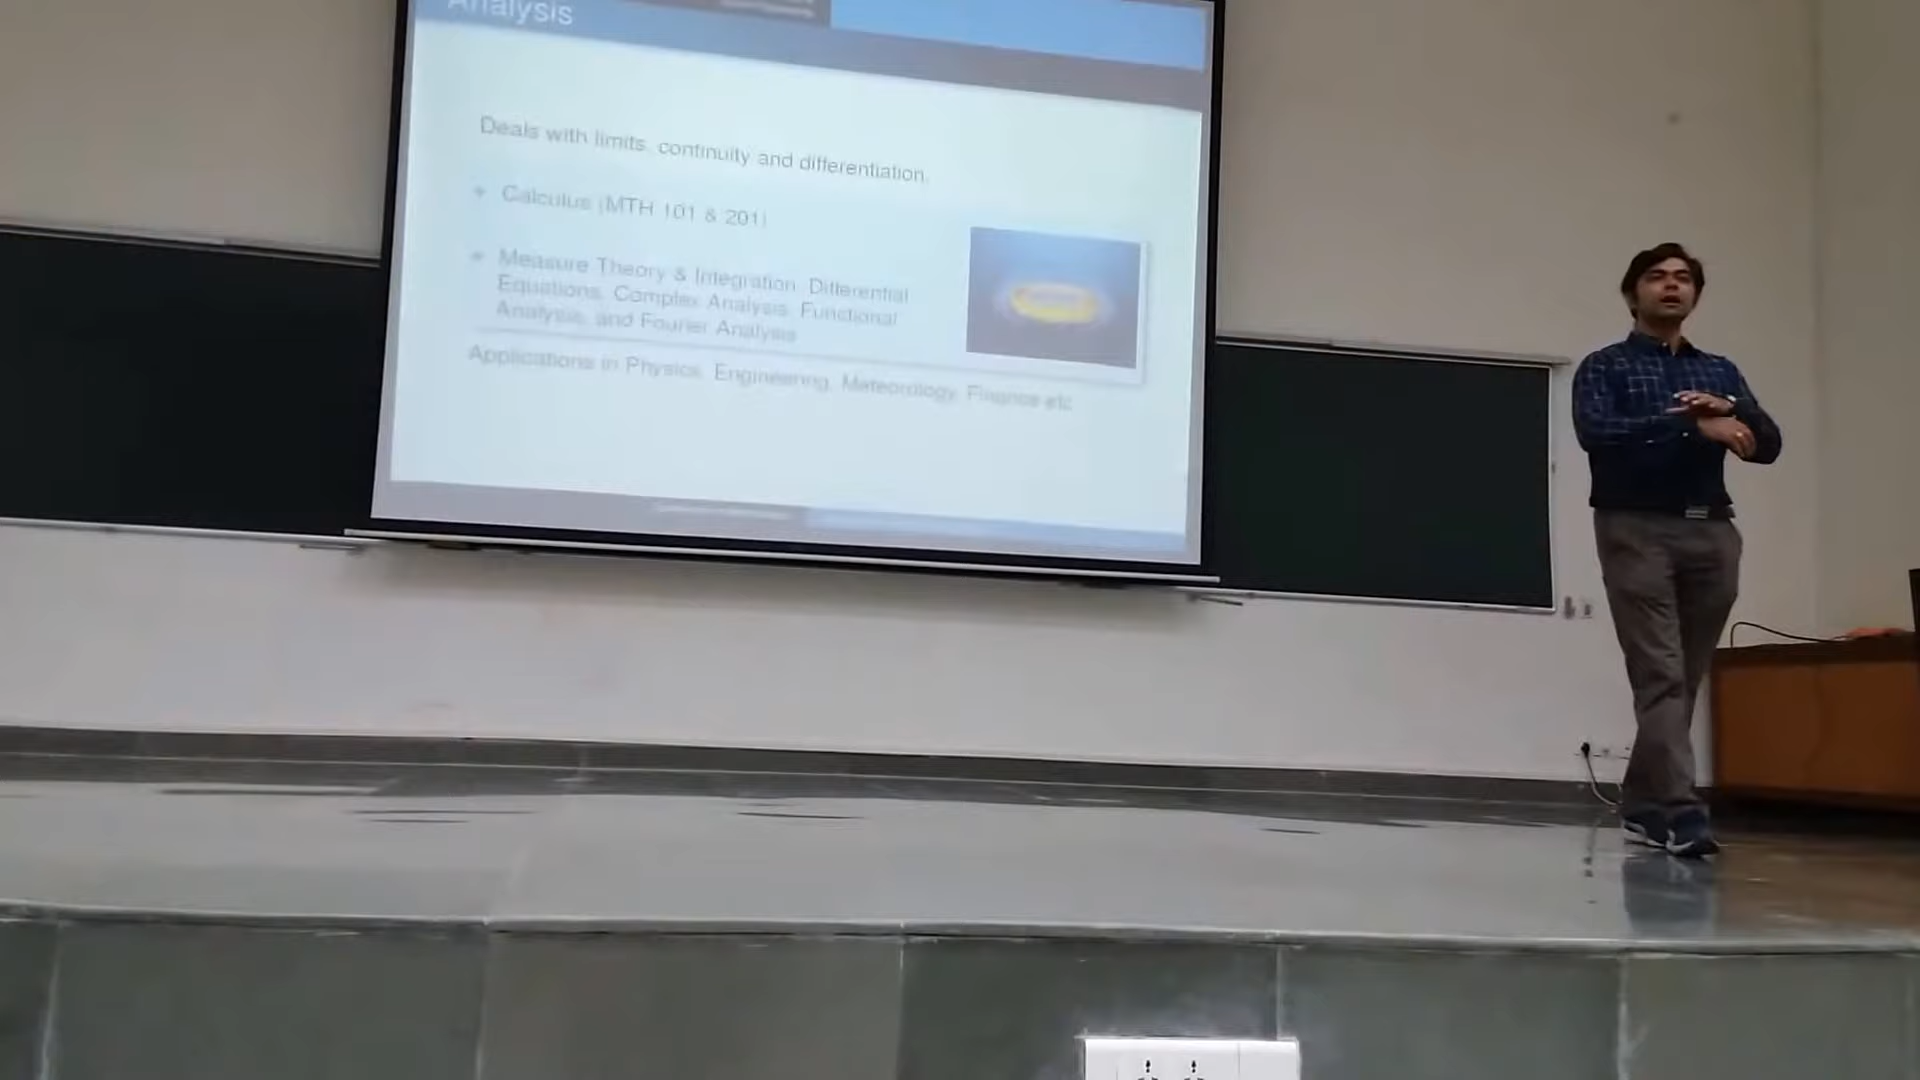 Analysis
Deals with limits, continuity and differentiation.
Calculus (MTH 101 & 201)
Measure Theory & Integration, Differential
Equations, Complex Analysis, Functional
Analysis, and Fourier Analysis
Applications in Physics, Engineering, Meteorology, Finance etc